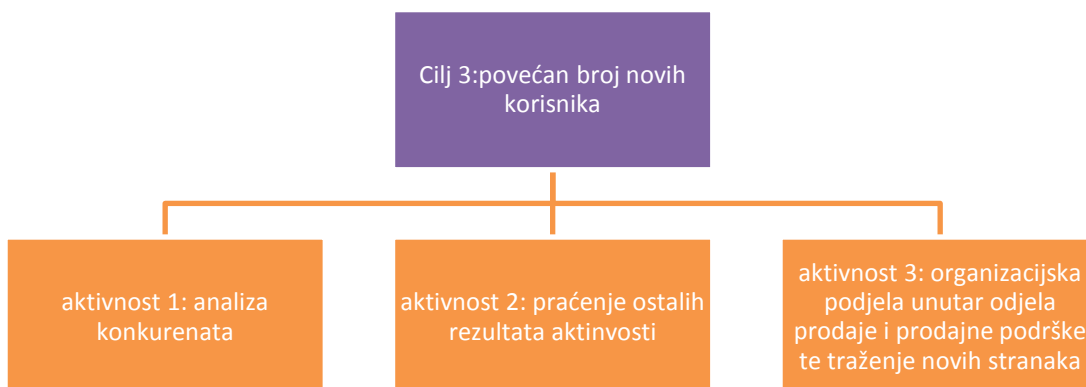 Cilj 3:povećan broj novih
korisnika
aktivnost 1: analiza
konkurenata
aktivnost 2: praćenje ostalih
rezultata aktinvosti
aktivnost 3: organizacijska
podjela unutar odjela
prodaje i prodajne podrške
te traženje novih stranaka